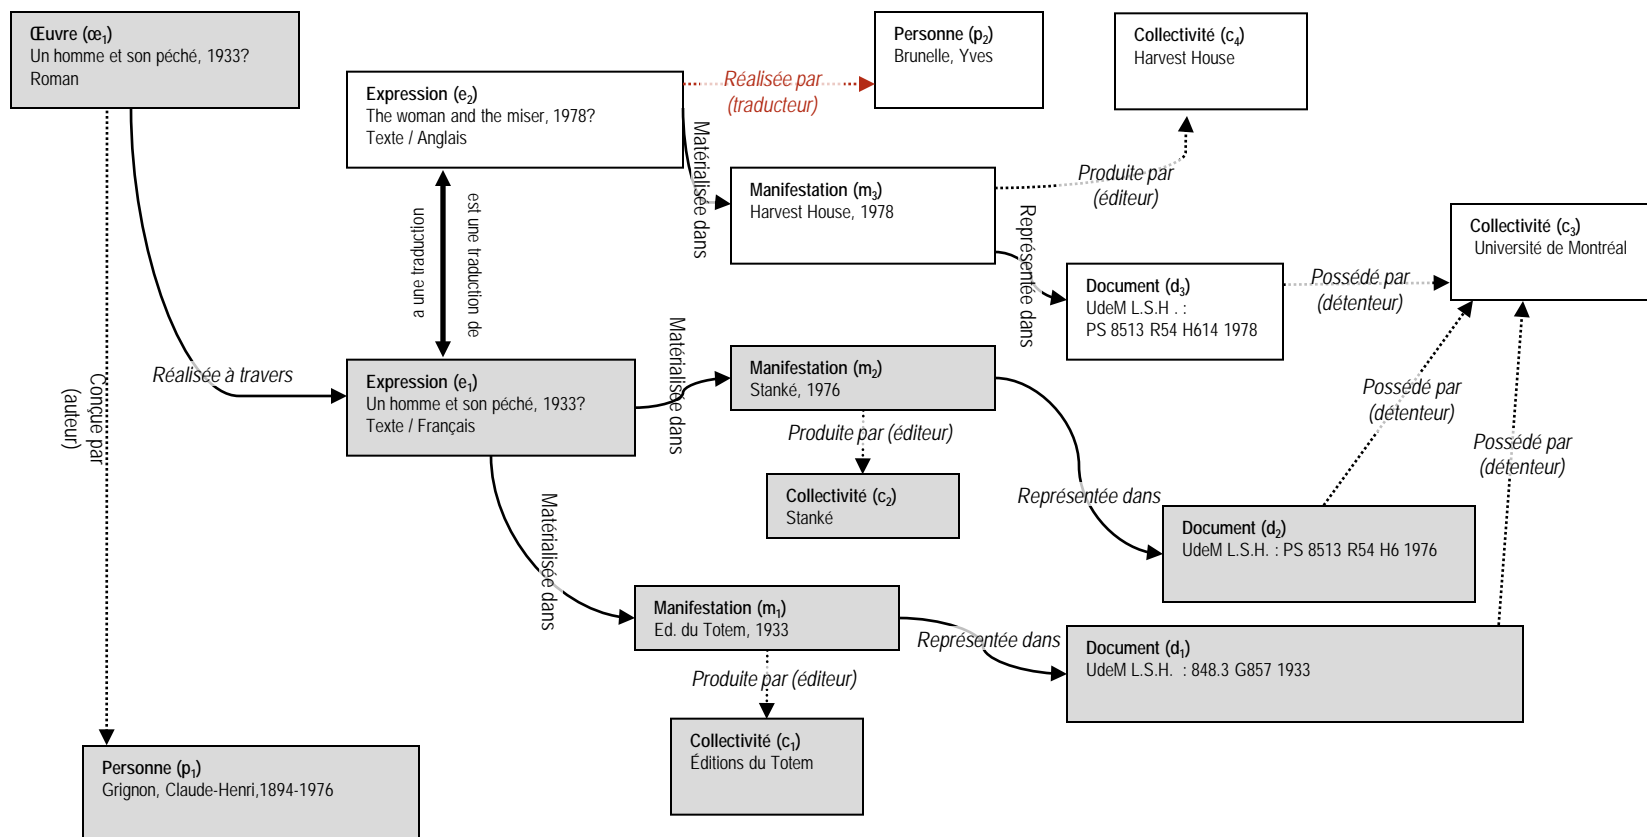 Œuvre (œ1)
Un homme et son péché, 1933?
Roman
Personne (p2)
Brunelle, Yves
Collectivité (c4)
Harvest House
Réalisée par
(traducteur)
Expression (e2)
The woman and the miser, 1978?
Texte / Anglais
Matérialisée dans
Manifestation (m3)
Harvest House, 1978
Produite par
(éditeur)
Collectivité (c3)
Université de Montréal
a une traduction
est une traduction de
Représentée dans
Document (d3)
UdeM L.S.H . :
PS 8513 R54 H614 1978
Possédé par
(détenteur)
Conçue par
(auteur)
Réalisée à travers
Expression (e1)
Un homme et son péché, 1933?
Texte / Français
Matérialisée dans
Manifestation (m2)
Stanké, 1976
Possédé par
(détenteur)
Produite par (éditeur)
Possédé par
(détenteur)
Collectivité (c2)
Stanké
Représentée dans
Matérialisée dans
Document (d2)
UdeM L.S.H. : PS 8513 R54 H6 1976
Manifestation (m1)
Ed. du Totem, 1933
Représentée dans
Document (d1)
UdeM L.S.H. : 848.3 G857 1933
Produite par (éditeur)
Collectivité (c1)
Éditions du Totem
Personne (p1)
Grignon, Claude-Henri,1894-1976